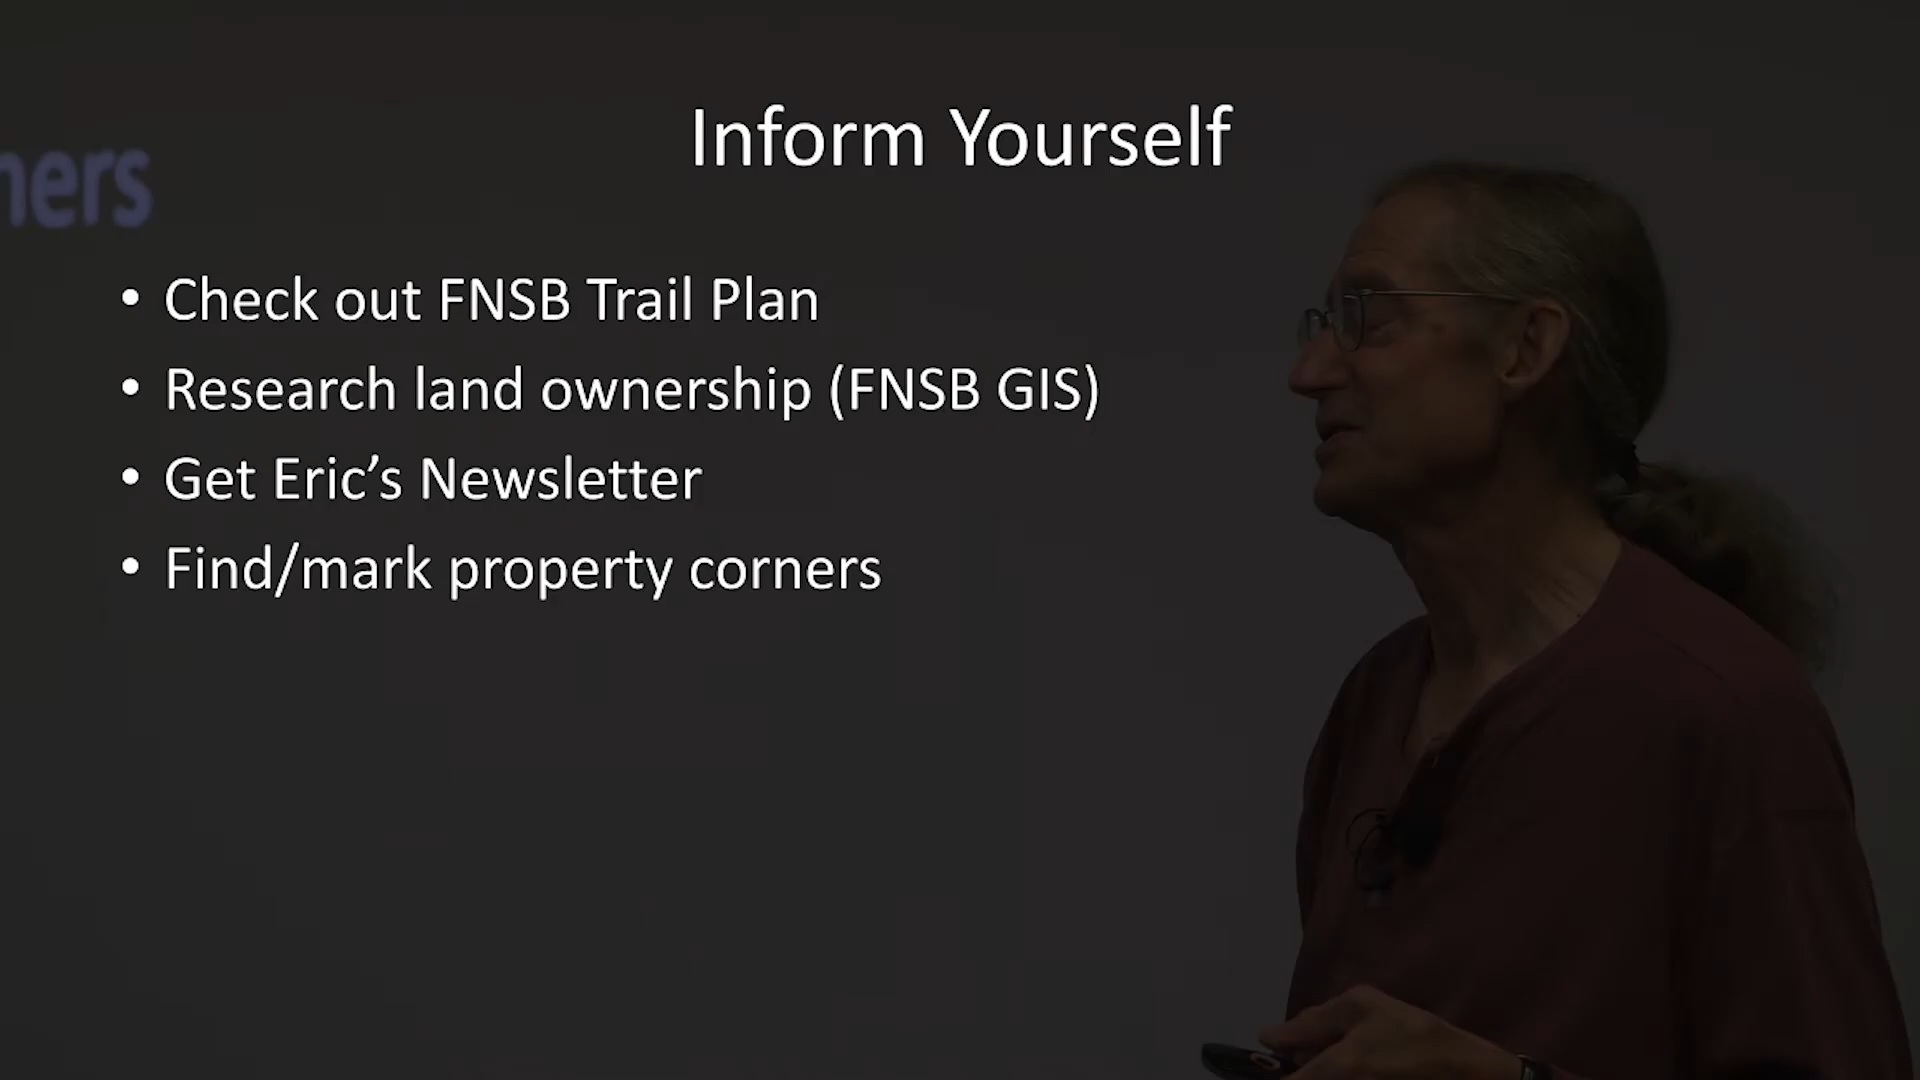 Inform Yourself
ners
• Check out FNSB Trail Plan
• Research land ownership (FNSB GIS)
• Get Eric’s Newsletter
• Find/mark property corners